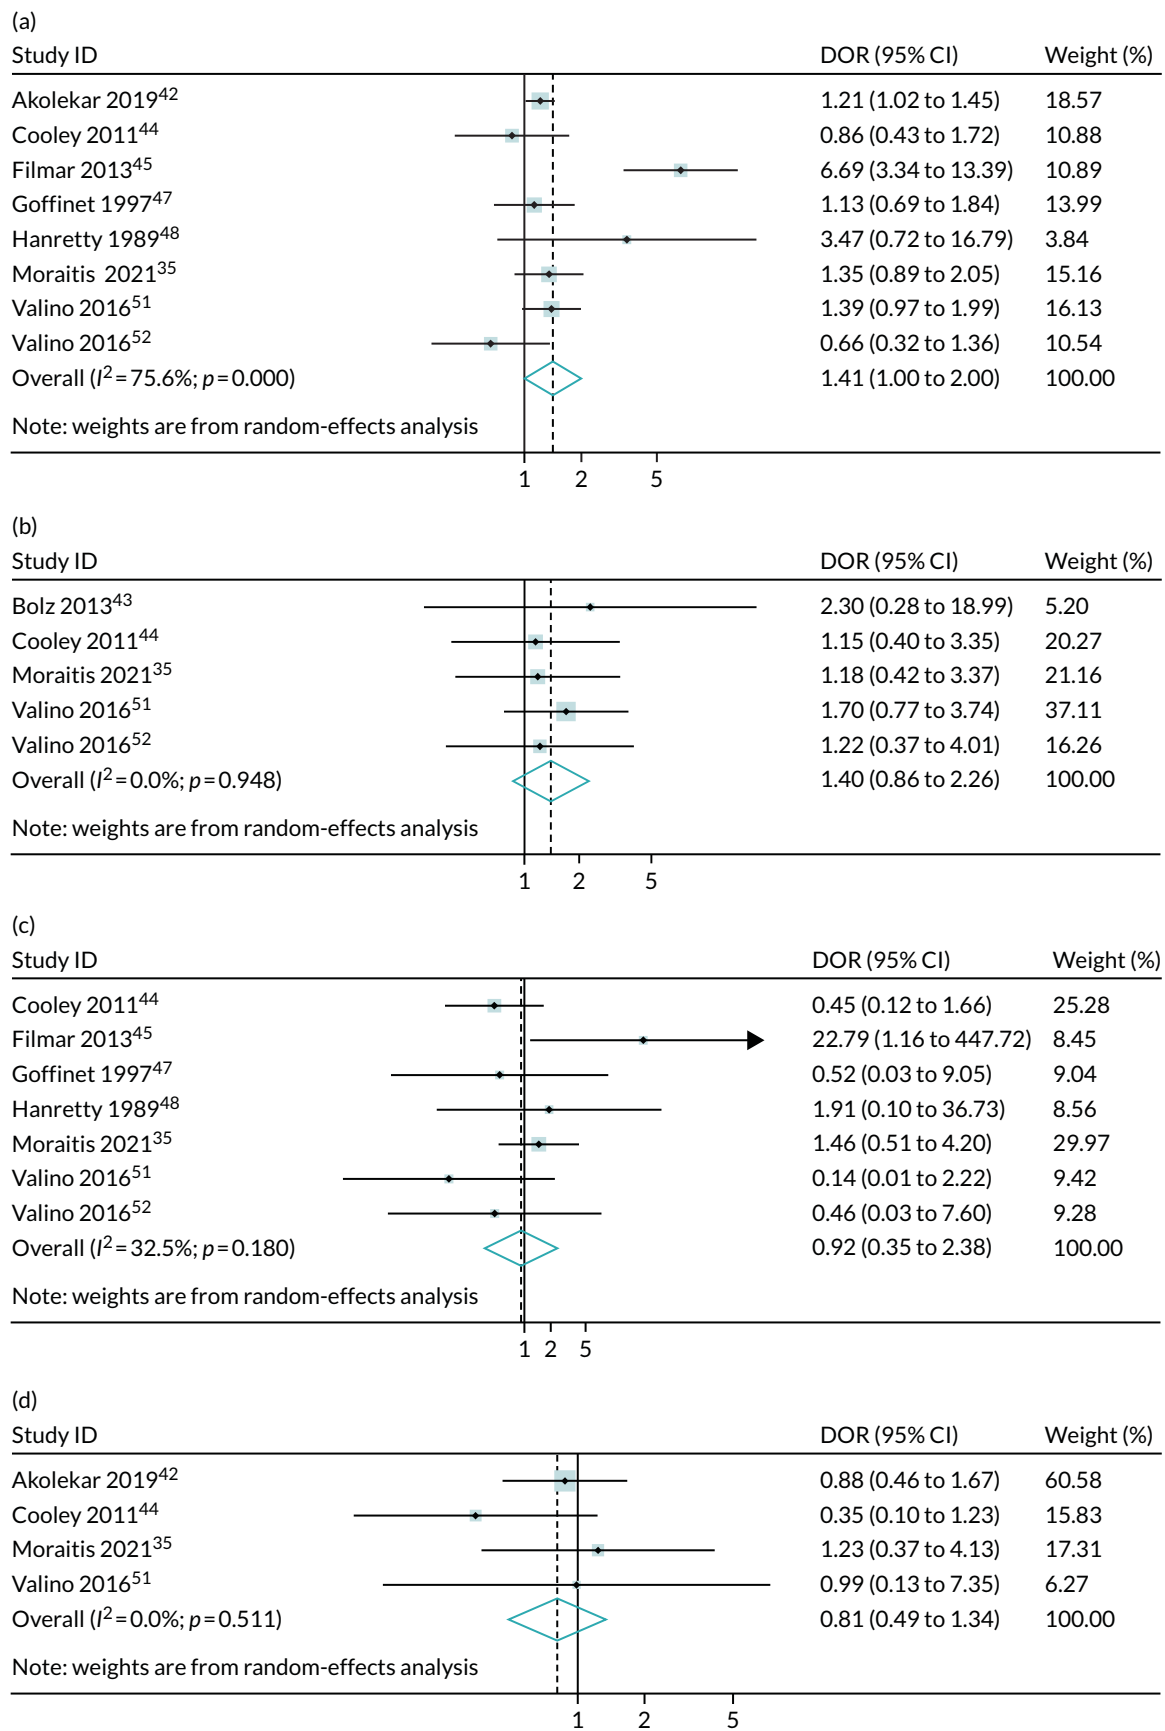 (a)
Study ID DOR (95% CI) Weight (%)
Akolekar 2019⁴² 1.21 (1.02 to 1.45) 18.57
Cooley 2011⁴⁴ 0.86 (0.43 to 1.72) 10.88
Filmar 2013⁴⁵ 6.69 (3.34 to 13.39) 10.89
Goffinet 1997⁴⁷ 1.13 (0.69 to 1.84) 13.99
Hanretty 1989⁴⁸ 3.47 (0.72 to 16.79) 3.84
Moraitis 2021³⁵ 1.35 (0.89 to 2.05) 15.16
Valino 2016⁵¹ 1.39 (0.97 to 1.99) 16.13
Valino 2016⁵² 0.66 (0.32 to 1.36) 10.54
Overall (I² = 75.6%; p = 0.000) 1.41 (1.00 to 2.00) 100.00
Note: weights are from random-effects analysis
1 2 5
(b)
Study ID DOR (95% CI) Weight (%)
Bolz 2013⁴³ 2.30 (0.28 to 18.99) 5.20
Cooley 2011⁴⁴ 1.15 (0.40 to 3.35) 20.27
Moraitis 2021³⁵ 1.18 (0.42 to 3.37) 21.16
Valino 2016⁵¹ 1.70 (0.77 to 3.74) 37.11
Valino 2016⁵² 1.22 (0.37 to 4.01) 16.26
Overall (I² = 0.0%; p = 0.948) 1.40 (0.86 to 2.26) 100.00
Note: weights are from random-effects analysis
1 2 5
(c)
Study ID DOR (95% CI) Weight (%)
Cooley 2011⁴⁴ 0.45 (0.12 to 1.66) 25.28
Filmar 2013⁴⁵ 22.79 (1.16 to 447.72) 8.45
Goffinet 1997⁴⁷ 0.52 (0.03 to 9.05) 9.04
Hanretty 1989⁴⁸ 1.91 (0.10 to 36.73) 8.56
Moraitis 2021³⁵ 1.46 (0.51 to 4.20) 29.97
Valino 2016⁵¹ 0.14 (0.01 to 2.22) 9.42
Valino 2016⁵² 0.46 (0.03 to 7.60) 9.28
Overall (I² = 32.5%; p = 0.180) 0.92 (0.35 to 2.38) 100.00
Note: weights are from random-effects analysis
1 2 5
(d)
Study ID DOR (95% CI) Weight (%)
Akolekar 2019⁴² 0.88 (0.46 to 1.67) 60.58
Cooley 2011⁴⁴ 0.35 (0.10 to 1.23) 15.83
Moraitis 2021³⁵ 1.23 (0.37 to 4.13) 17.31
Valino 2016⁵¹ 0.99 (0.13 to 7.35) 6.27
Overall (I² = 0.0%; p = 0.511) 0.81 (0.49 to 1.34) 100.00
Note: weights are from random-effects analysis
1 2 5